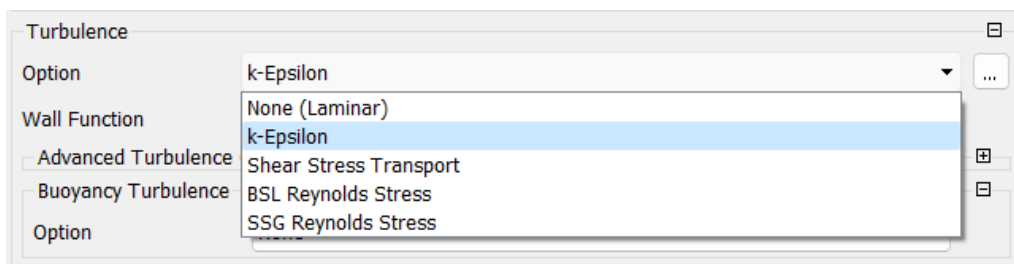 Turbulence
Option k-Epsilon ...
Wall Function None (Laminar)
k-Epsilon
Advanced Turbulence
Shear Stress Transport
Buoyancy Turbulence BSL Reynolds Stress
SSG Reynolds Stress
Option